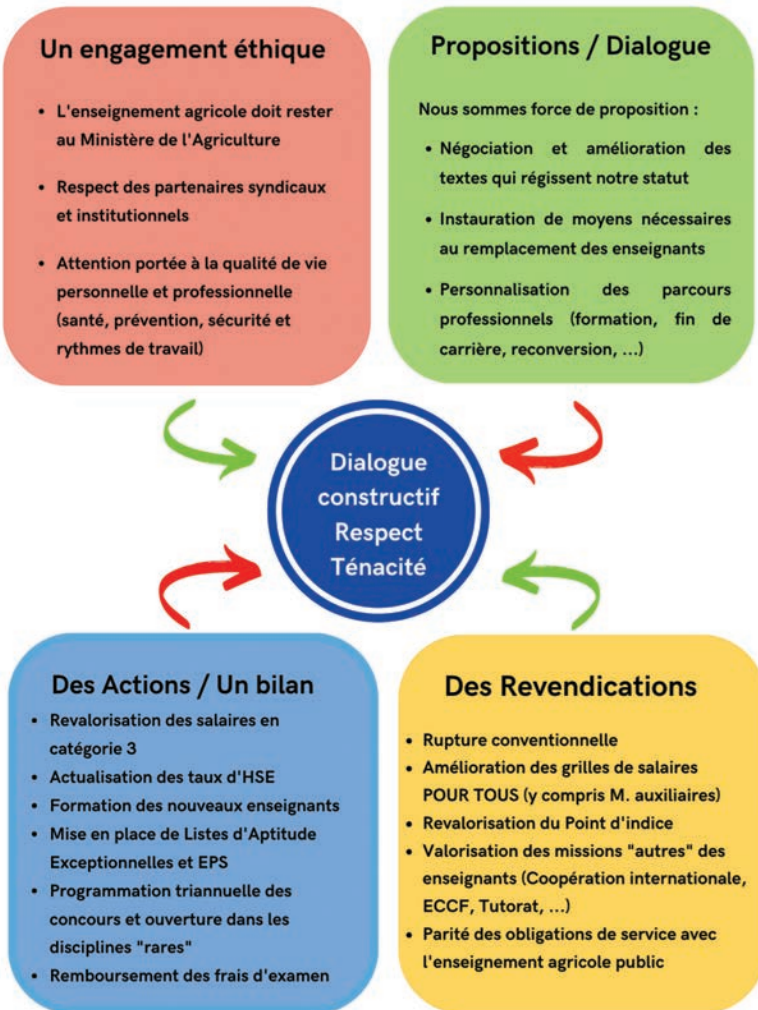 Un engagement éthique
• L'enseignement agricole doit rester
au Ministère de l'Agriculture
• Respect des partenaires syndicaux
et institutionnels
• Attention portée à la qualité de vie
personnelle et professionnelle
(santé, prévention, sécurité et
rythmes de travail)
Propositions / Dialogue
Nous sommes force de proposition :
• Négociation et amélioration des
textes qui régissent notre statut
• Instauration de moyens nécessaires
au remplacement des enseignants
• Personnalisation des parcours
professionnels (formation, fin de
carrière, reconversion, ...)
Dialogue
constructif
Respect
Ténacité
Des Actions / Un bilan
• Revalorisation des salaires en
catégorie 3
• Actualisation des taux d'HSE
• Formation des nouveaux enseignants
• Mise en place de Listes d'Aptitude
Exceptionnelles et EPS
• Programmation triannuelle des
concours et ouverture dans les
disciplines "rares"
• Remboursement des frais d'examen
Des Revendications
• Rupture conventionnelle
• Amélioration des grilles de salaires
POUR TOUS (y compris M. auxiliaires)
• Revalorisation du Point d'indice
• Valorisation des missions "autres" des
enseignants (Coopération internationale,
ECCF, Tutorat, ...)
• Parité des obligations de service avec
l'enseignement agricole public